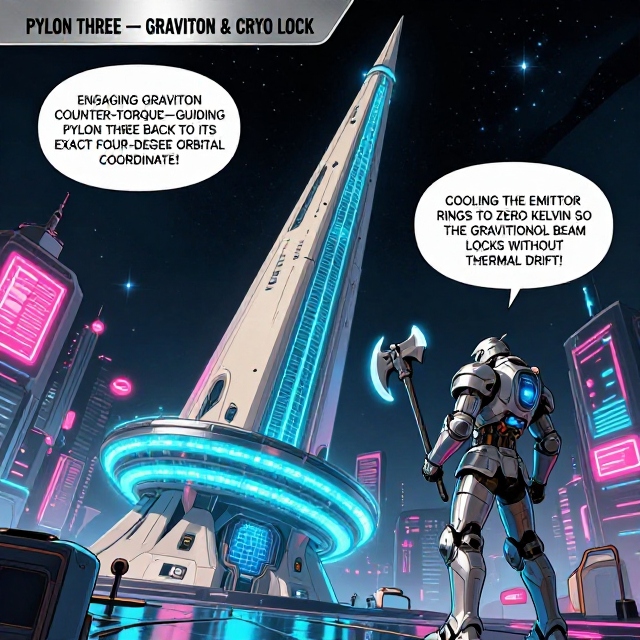 PYLON THREE — GRAVITON & CRYO LOCK
ENGAGING GRAVITON
COUNTER-TORQUE—GUIDING
PYLON THREE BACK TO ITS
EXACT FOUR-DEGEE ORBITAL
COORDINATE!
COOLING THE EMITTOR
RINGS TO ZERO KELVIN SO
THE GRAVITIONOL BEAM
LOCKS WITHOUT
THERMAL DRIFT!